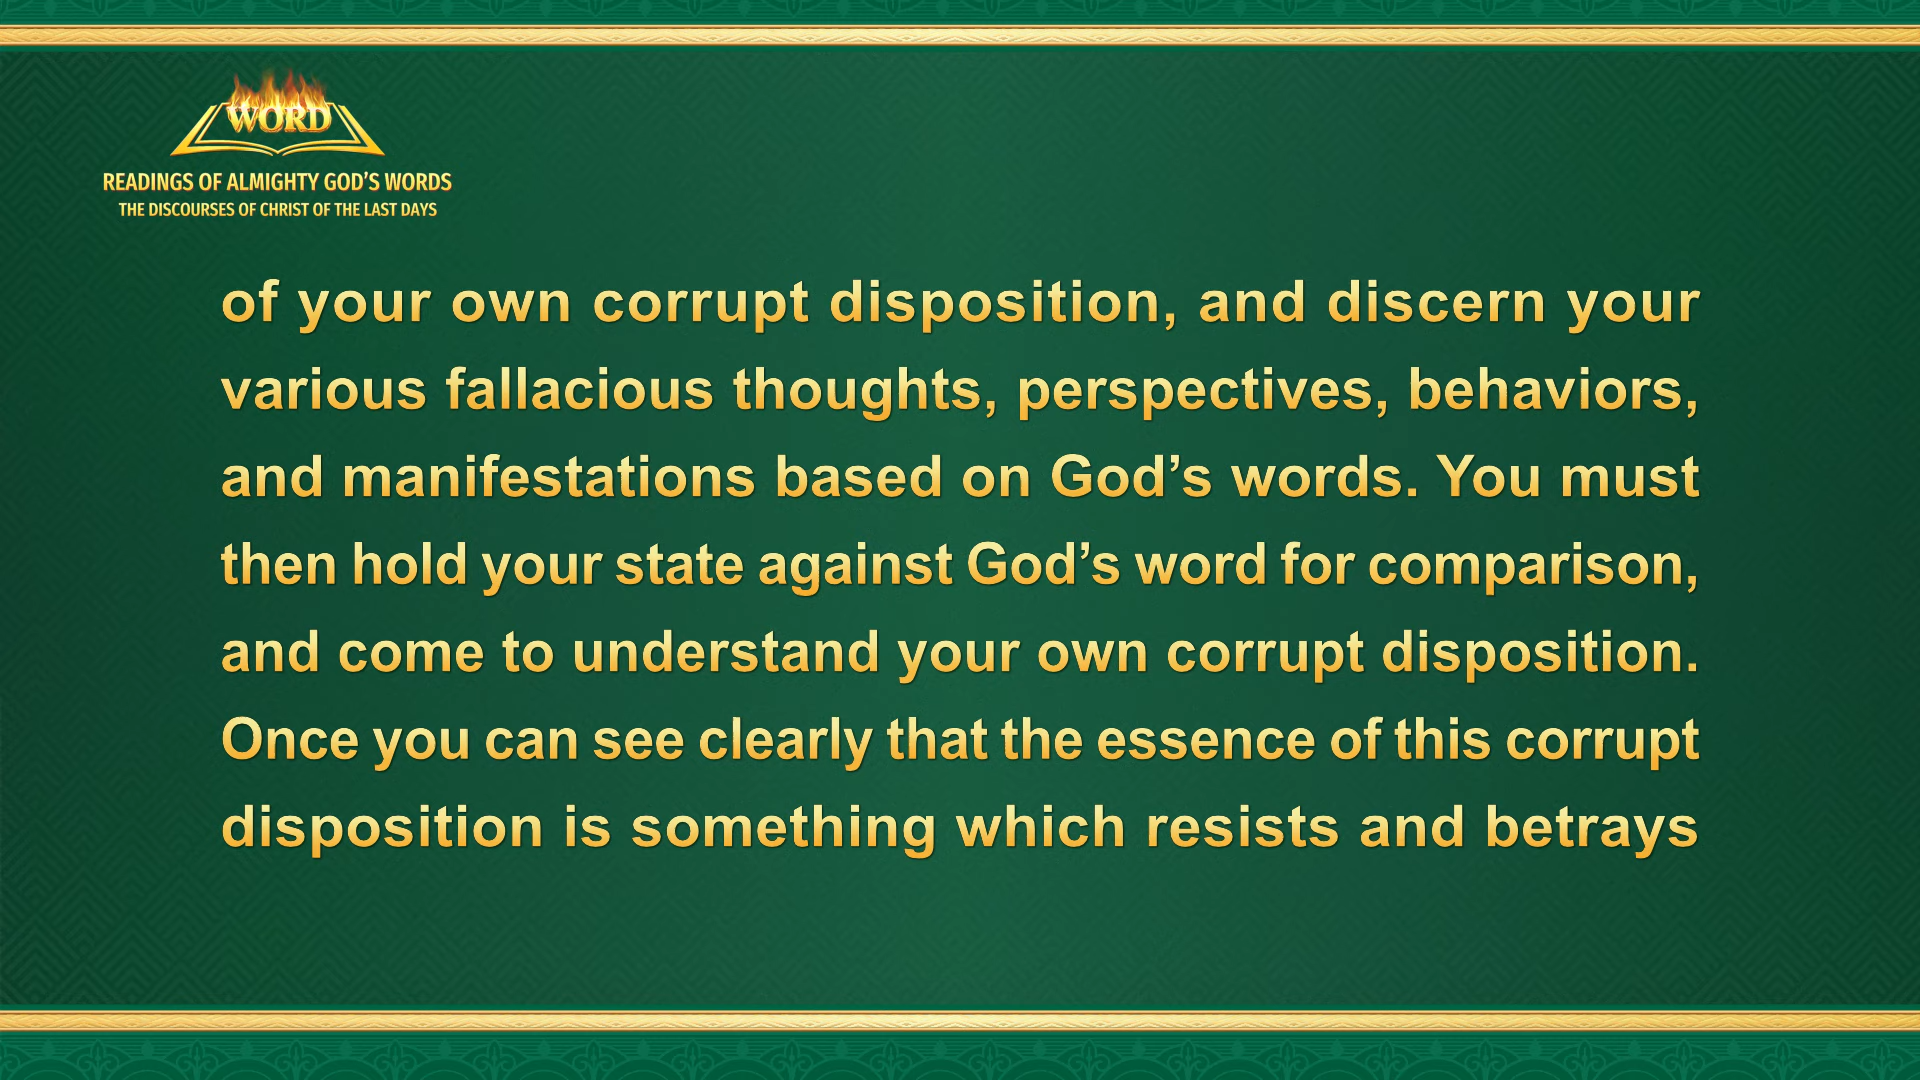 WORD
READINGS OF ALMIGHTY GOD’S WORDS
THE DISCOURSES OF CHRIST OF THE LAST DAYS
of your own corrupt disposition, and discern your
various fallacious thoughts, perspectives, behaviors,
and manifestations based on God’s words. You must
then hold your state against God’s word for comparison,
and come to understand your own corrupt disposition.
Once you can see clearly that the essence of this corrupt
disposition is something which resists and betrays